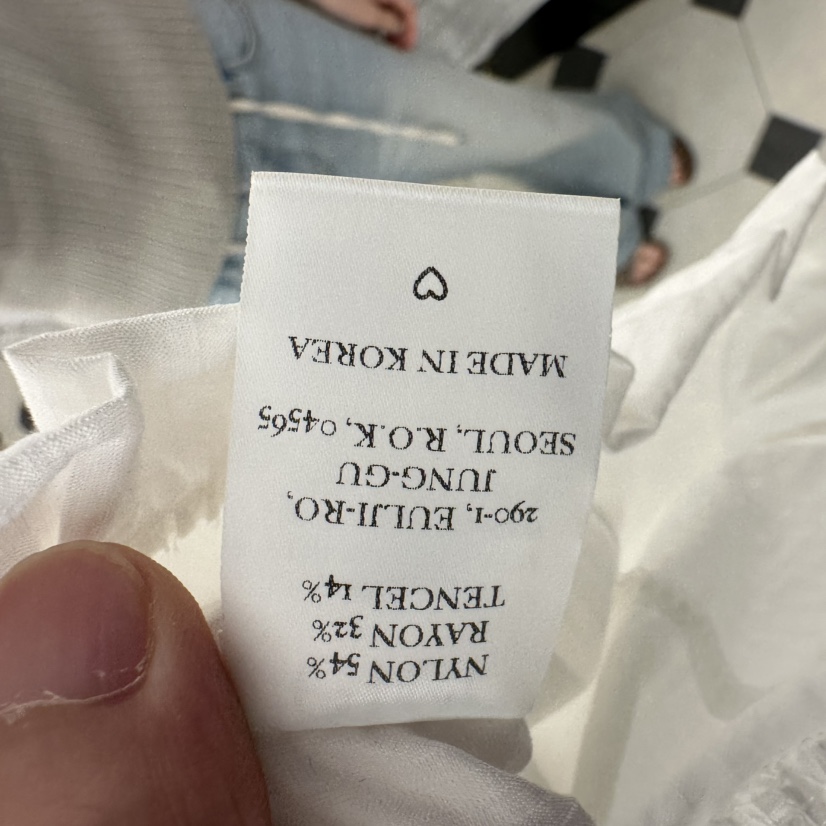 NYLON 54%
RAYON 32%
TENCEL 14%
290-1, EULJI-RO,
JUNG-GU
SEOUL, R.O.K, 04565
MADE IN KOREA